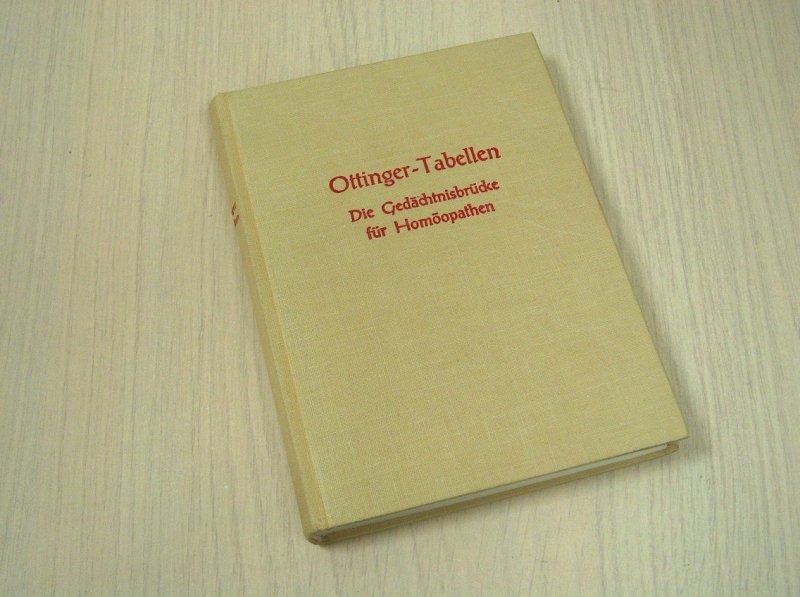 Ottinger-Tabellen
Die Gedächtnisbrücke
für Homöopathen